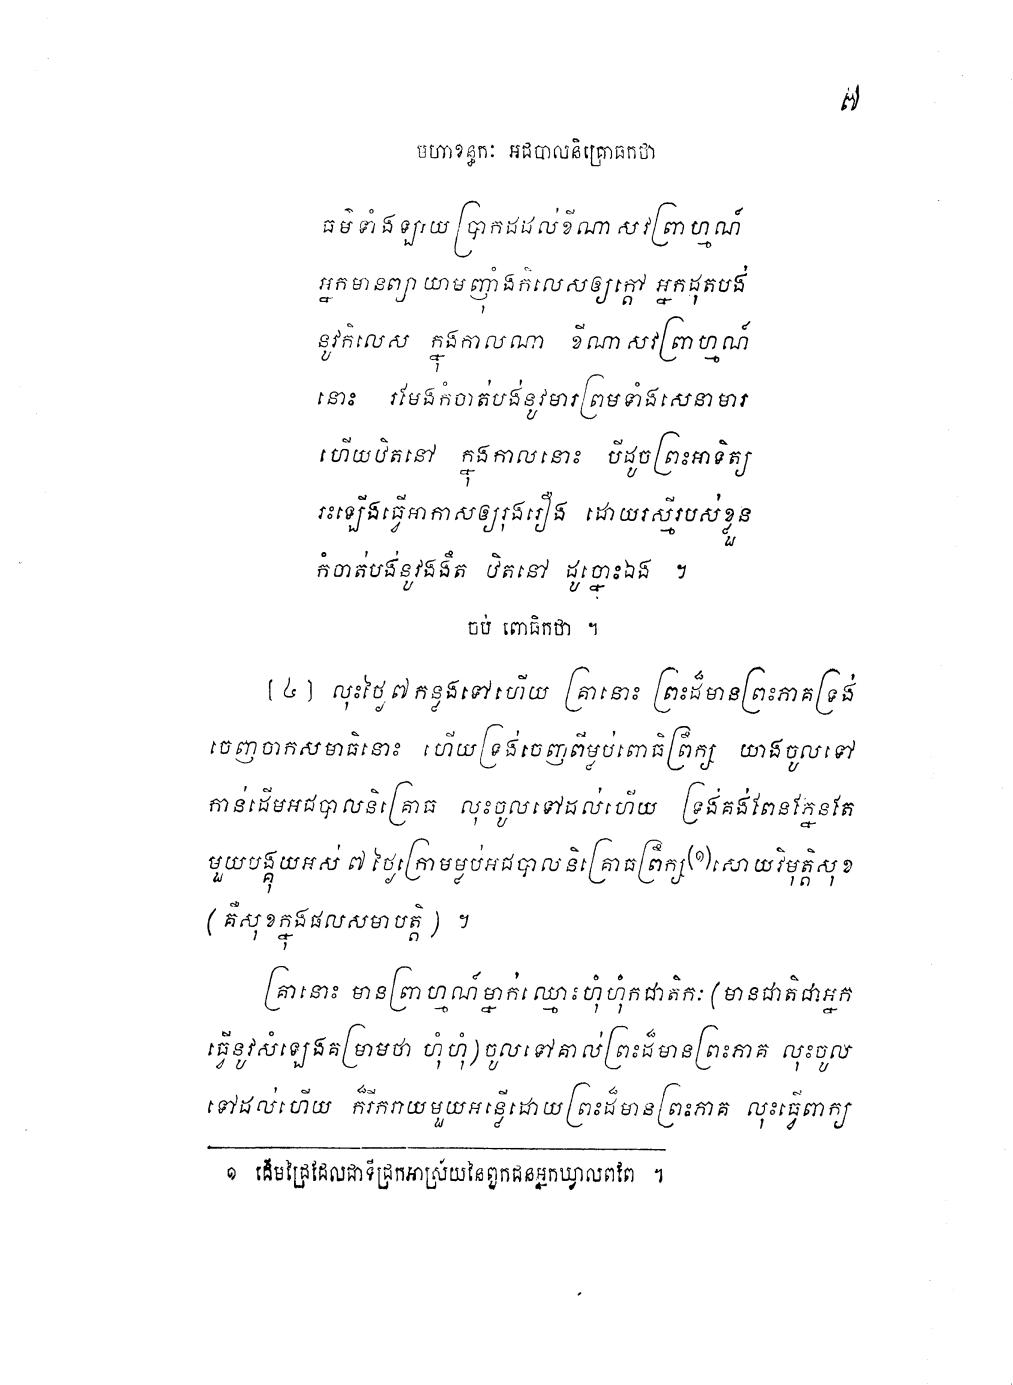 ៧
មហាខន្ធកៈ អជបាលនិគ្រោធកថា
ធម៌ទាំងឡាយប្រាកដដល់ខីណាសវព្រាហ្មណ៍
អ្នកមានព្យាយាមញុំាងកិលេសឲ្យក្តៅ អ្នកដុតបង់
នូវកិលេស ក្នុងកាលណា ខីណាសវព្រាហ្មណ៍
នោះ រមែងកំចាត់បង់នូវមារព្រមទាំងសេនាមារ
ហើយឋិតនៅ ក្នុងកាលនោះ បីដូចព្រះអាទិត្យ
រះឡើងធ្វើអាកាសឲ្យរុងរឿង ដោយរស្មីរបស់ខ្លួន
កំចាត់បង់នូវងងឹត ឋិតនៅ ដូច្នោះឯង ។
ចប់ ពោធិកថា ។
[ ៤ ] លុះថ្ងៃ ៧ កន្លងទៅហើយ គ្រានោះ ព្រះដ៏មានព្រះភាគទ្រង់
ចេញចាកសមាធិនោះ ហើយទ្រង់ចេញពីម្លប់ពោធិព្រឹក្ស យាងចូលទៅ
កាន់ដើមអជបាលនិគ្រោធ លុះចូលទៅដល់ហើយ ទ្រង់គង់ពែនភ្នែនតែ
មួយបង្គុយអស់ ៧ ថ្ងៃក្រោមម្លប់អជបាលនិគ្រោធព្រឹក្ស(១)សោយវិមុត្តិសុខ
(គឺសុខក្នុងផលសមាបត្តិ) ។
គ្រានោះ មានព្រាហ្មណ៍ម្នាក់ឈ្មោះហុំហុំកជាតិកៈ (មានជាតិជាអ្នក
ធ្វើនូវសំឡេងគម្រាមថា ហុំហុំ) ចូលទៅគាល់ព្រះដ៏មានព្រះភាគ លុះចូល
ទៅដល់ហើយ ក៏រីករាយមួយអន្លើដោយព្រះដ៏មានព្រះភាគ លុះធ្វើពាក្យ
១ ដើមជ្រៃដែលជាទីជ្រកអាស្រ័យនៃពួកជនអ្នកឃ្វាលពពែ ។